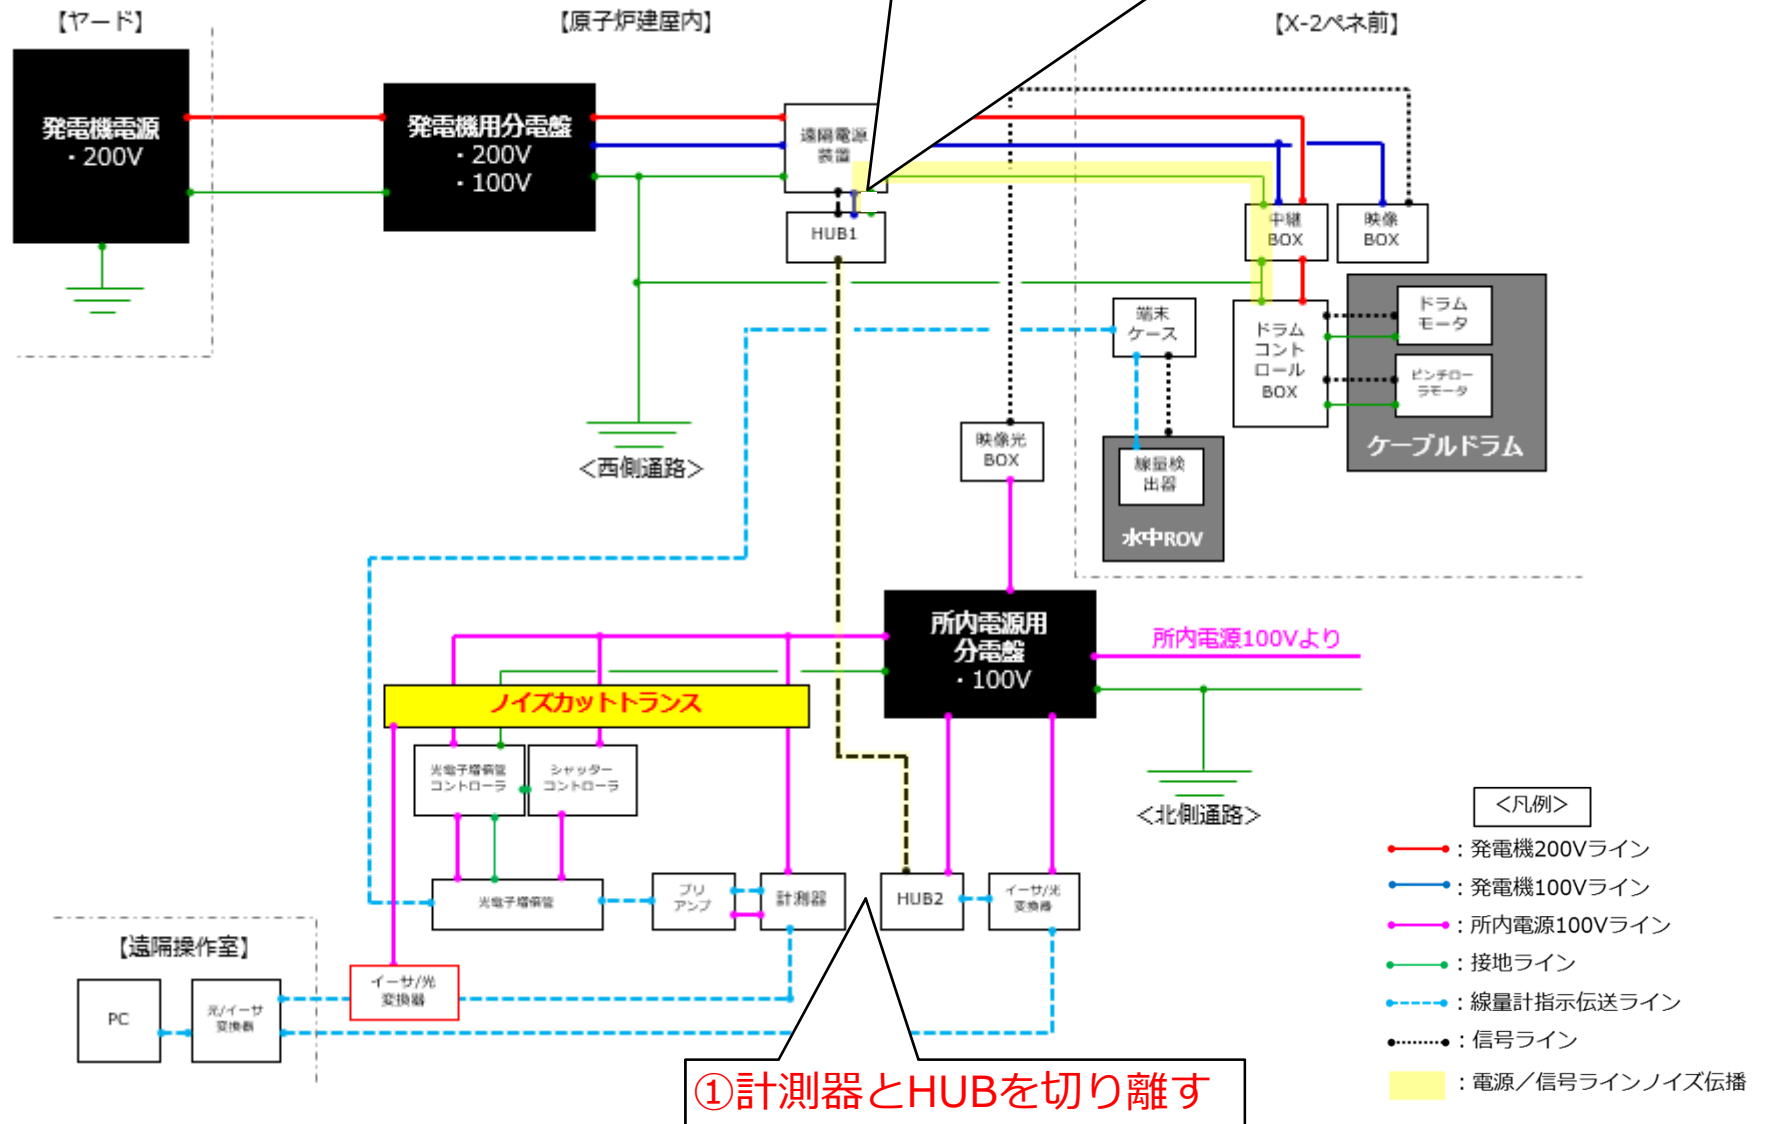 【ヤード】
【原子炉建屋内】
【X-2ペネ前】
発電機電源
・200V
発電機用分電盤
・200V
・100V
遠隔電源
装置
HUB1
中継
BOX
映像
BOX
端末
ケース
ドラム
コント
ロール
BOX
ドラム
モータ
ピンチロー
ラモータ
ケーブルドラム
線量検
出器
水中ROV
映像光
BOX
＜西側通路＞
所内電源用
分電盤
・100V
所内電源100Vより
ノイズカットトランス
光電子増倍管
コントローラ
シャッター
コントローラ
＜北側通路＞
光電子増倍管
プリ
アンプ
計測器
HUB2
イーサ/光
変換器
【遠隔操作室】
PC
光/イーサ
変換器
イーサ/光
変換器
①計測器とHUBを切り離す
＜凡例＞
：発電機200Vライン
：発電機100Vライン
：所内電源100Vライン
：接地ライン
：線量計指示伝送ライン
：信号ライン
：電源／信号ラインノイズ伝播